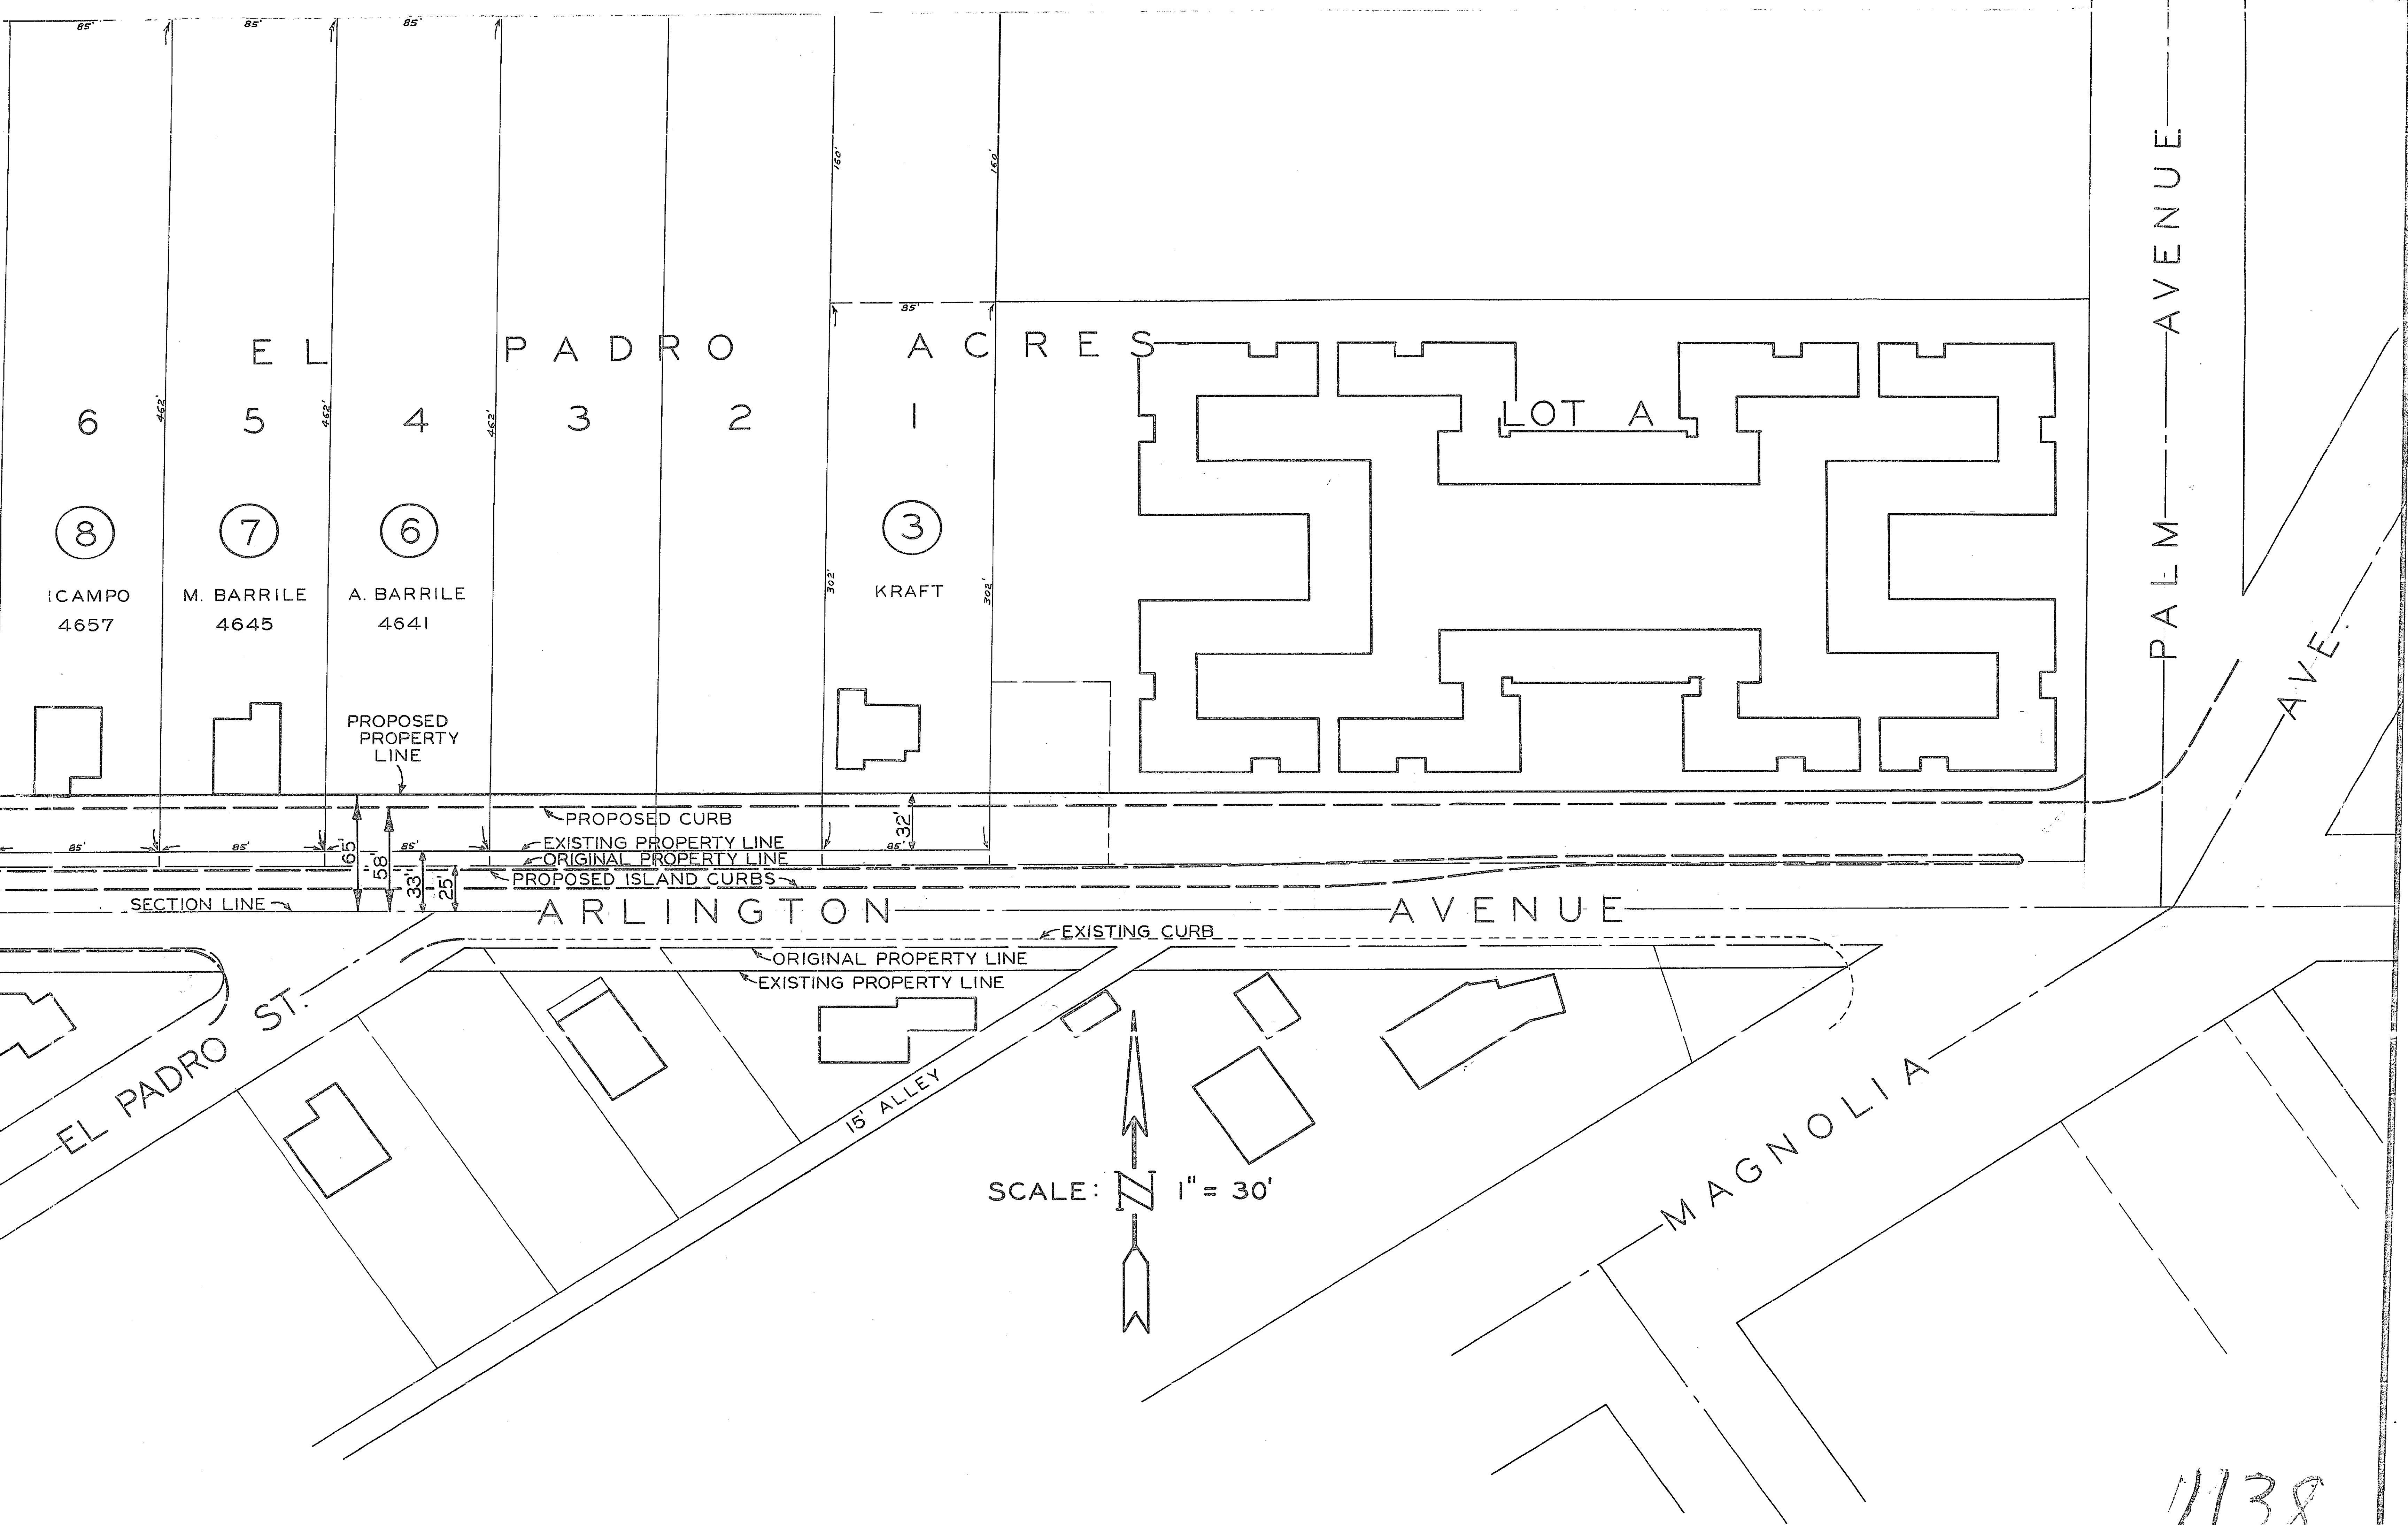 85' 85' 85'
160' 160'
85'
EL PADRO ACRES
6 462' 5 462' 4 462' 3 2 1 LOT A
8 7 6 3
302' 302'
M. BARRILE A. BARRILE KRAFT
4657 4645 4641
PROPOSED
PROPERTY
LINE
PROPOSED CURB
32'
85' 85' 85' 85'
EXISTING PROPERTY LINE
ORIGINAL PROPERTY LINE
PROPOSED ISLAND CURBS
65' 58' 33' 25'
SECTION LINE
ARLINGTON AVENUE
EXISTING CURB
ORIGINAL PROPERTY LINE
EXISTING PROPERTY LINE
EL PADRO ST.
15' ALLEY
PALM AVENUE
MAGNOLIA AVE.
SCALE: N 1" = 30'
1138